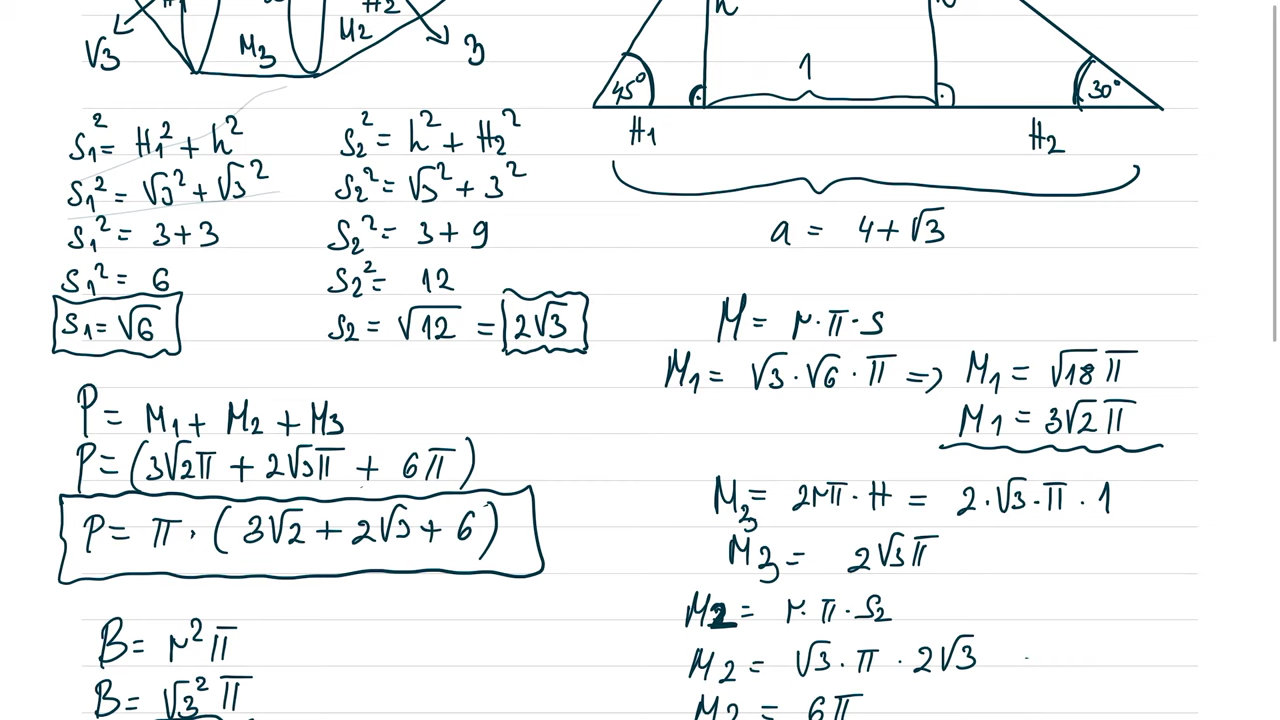 √3 M3 M2 H2 3
h
45° 1 30°
H1 H2
a = 4+√3
S1² = H1² + h²
S1² = √3² + √3²
S1² = 3+3
S1² = 6
S1 = √6
S2² = h² + H2²
S2² = √3² + 3²
S2² = 3 + 9
S2² = 12
S2 = √12 = 2√3
M = r·π·s
M1 = √3·√6·π => M1 = √18 π
M1 = 3√2 π
P = M1 + M2 + M3
P = (3√2π + 2√3π + 6π)
P = π·(3√2 + 2√3 + 6)
M3 = 2rπ·H = 2·√3·π·1
M3 = 2√3π
M2 = r·π·S2
M2 = √3·π·2√3
M2 = 6π
B = r²π
B = √3² π